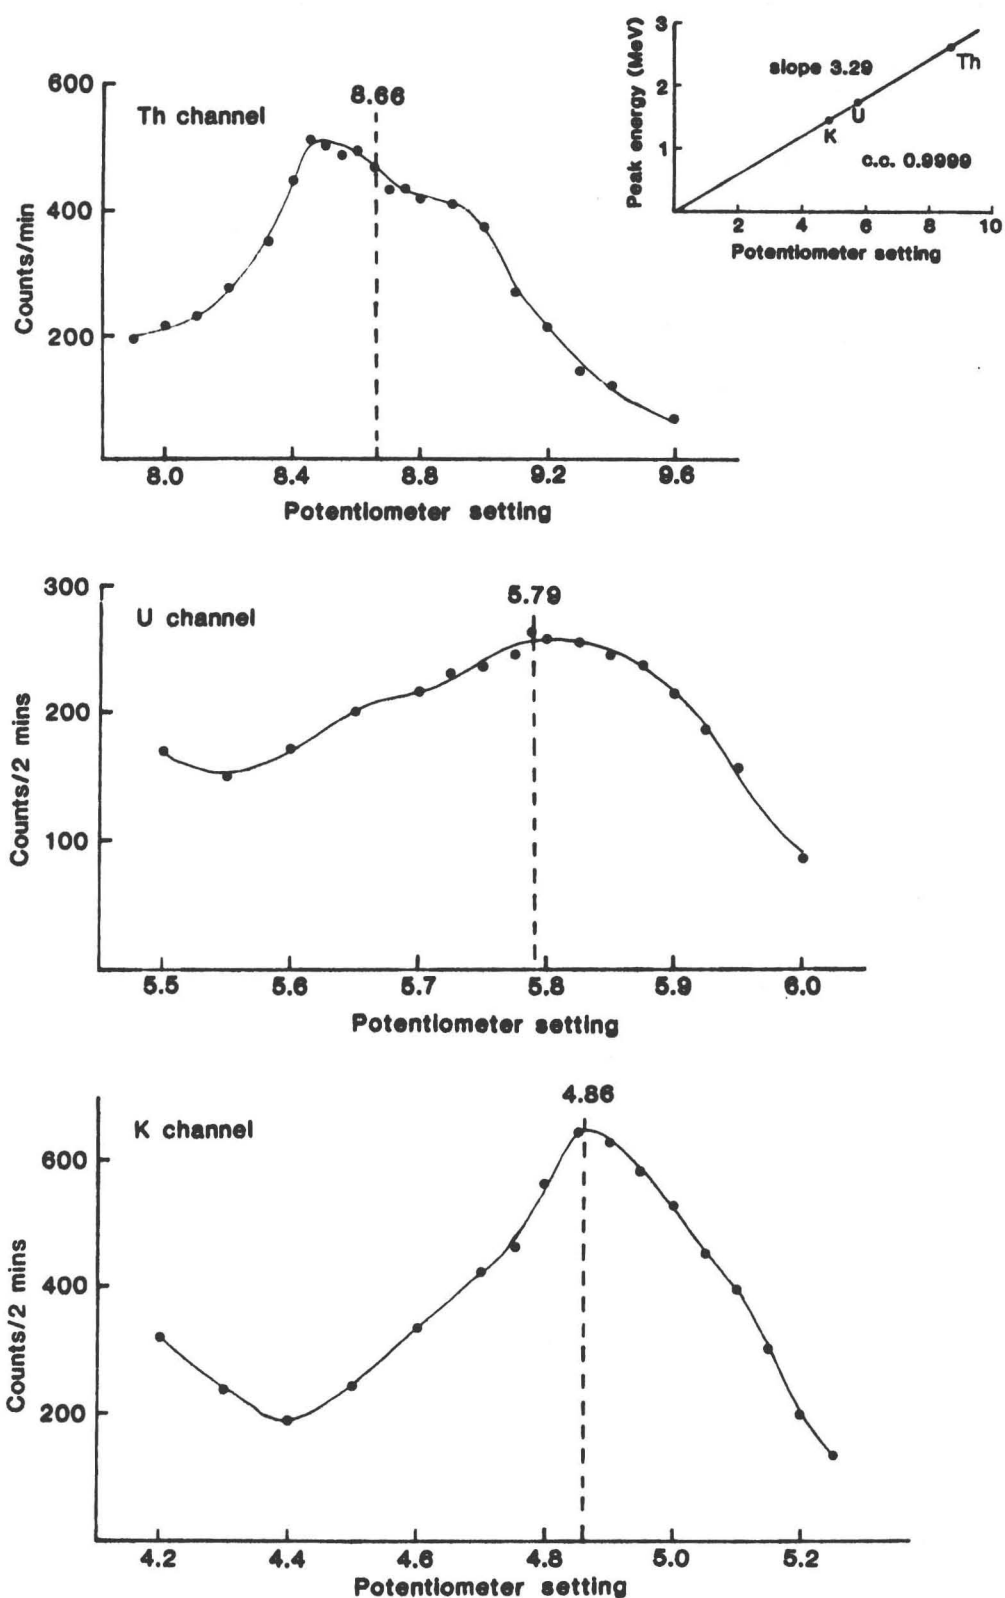 3
2
1
Peak energy (MeV)
slope 3.29
Th
U
K
c.c. 0.9999
2 4 6 8 10
Potentiometer setting
600
400
200
Counts/min
Th channel
8.66
8.0 8.4 8.8 9.2 9.6
Potentiometer setting
300
200
100
Counts/2 mins
U channel
5.79
5.5 5.6 5.7 5.8 5.9 6.0
Potentiometer setting
600
400
200
Counts/2 mins
K channel
4.86
4.2 4.4 4.6 4.8 5.0 5.2
Potentiometer setting